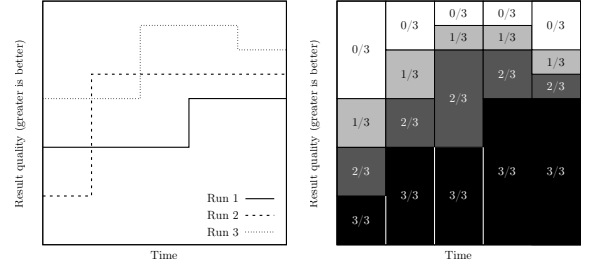 Result quality (greater is better)
Run 1
Run 2
Run 3
Time
Result quality (greater is better)
0/3
0/3
0/3
0/3
0/3
1/3
1/3
1/3
1/3
1/3
2/3
2/3
2/3
2/3
2/3
3/3
3/3
3/3
3/3
3/3
Time